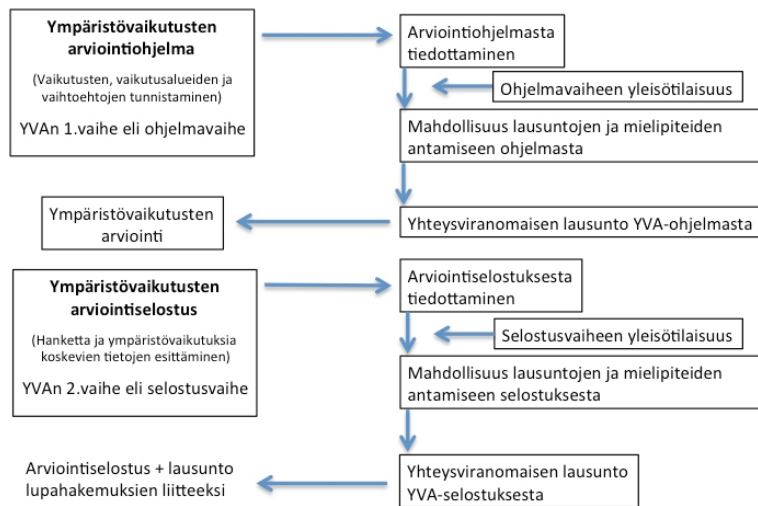 Ympäristövaikutusten
arviointiohjelma
(Vaikutusten, vaikutusalueiden ja
vaihtoehtojen tunnistaminen)
YVAn 1.vaihe eli ohjelmavaihe
Arviointiohjelmasta
tiedottaminen
Ohjelmavaiheen yleisötilaisuus
Mahdollisuus lausuntojen ja mielipiteiden
antamiseen ohjelmasta
Yhteysviranomaisen lausunto YVA-ohjelmasta
Ympäristövaikutusten
arviointi
Ympäristövaikutusten
arviointiselostus
(Hanketta ja ympäristövaikutuksia
koskevien tietojen esittäminen)
YVAn 2.vaihe eli selostusvaihe
Arviointiselostuksesta
tiedottaminen
Selostusvaiheen yleisötilaisuus
Mahdollisuus lausuntojen ja mielipiteiden
antamiseen selostuksesta
Yhteysviranomaisen lausunto
YVA-selostuksesta
Arviointiselostus + lausunto
lupahakemuksien liitteeksi